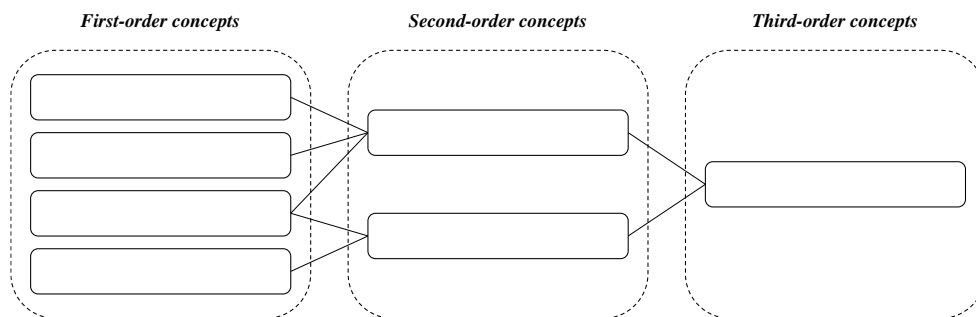 First-order concepts
Second-order concepts
Third-order concepts